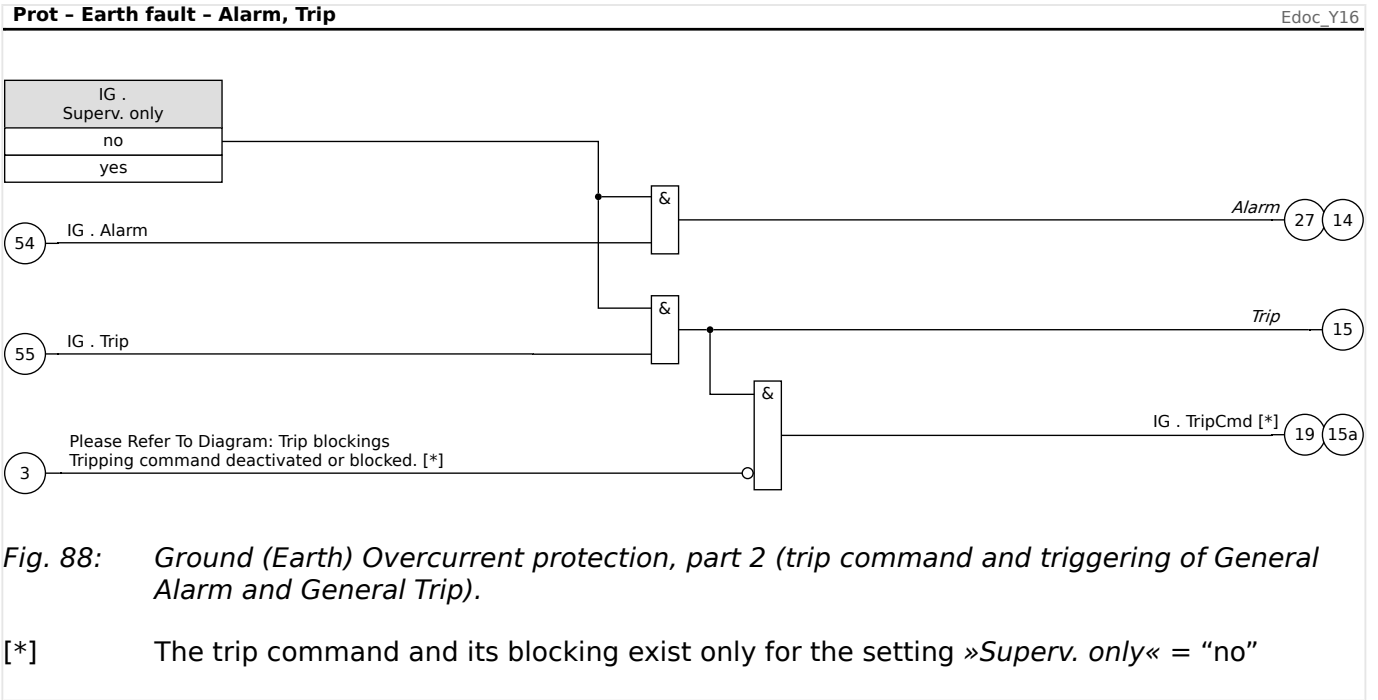 Prot – Earth fault – Alarm, Trip
Edoc_Y16
IG .
Superv. only
no
yes
&
Alarm
27
14
54
IG . Alarm
&
Trip
15
55
IG . Trip
&
IG . TripCmd [*]
19
15a
Please Refer To Diagram: Trip blockings
Tripping command deactivated or blocked. [*]
3
Fig. 88: Ground (Earth) Overcurrent protection, part 2 (trip command and triggering of General
Alarm and General Trip).
[*] The trip command and its blocking exist only for the setting »Superv. only« = “no”